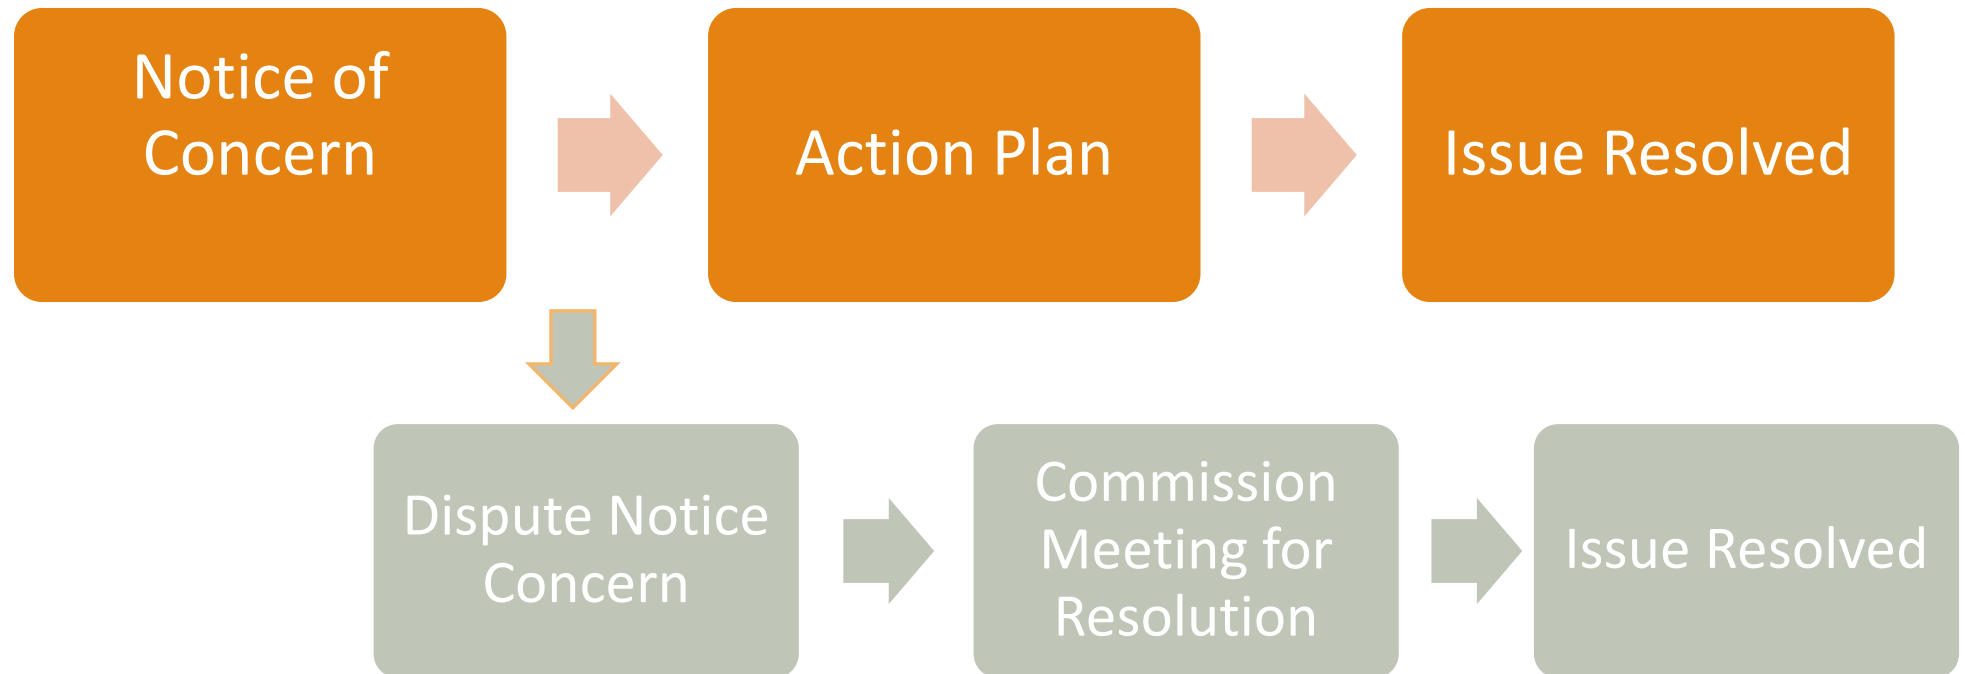 Notice of
Concern
Action Plan
Issue Resolved
Dispute Notice
Concern
Commission
Meeting for
Resolution
Issue Resolved